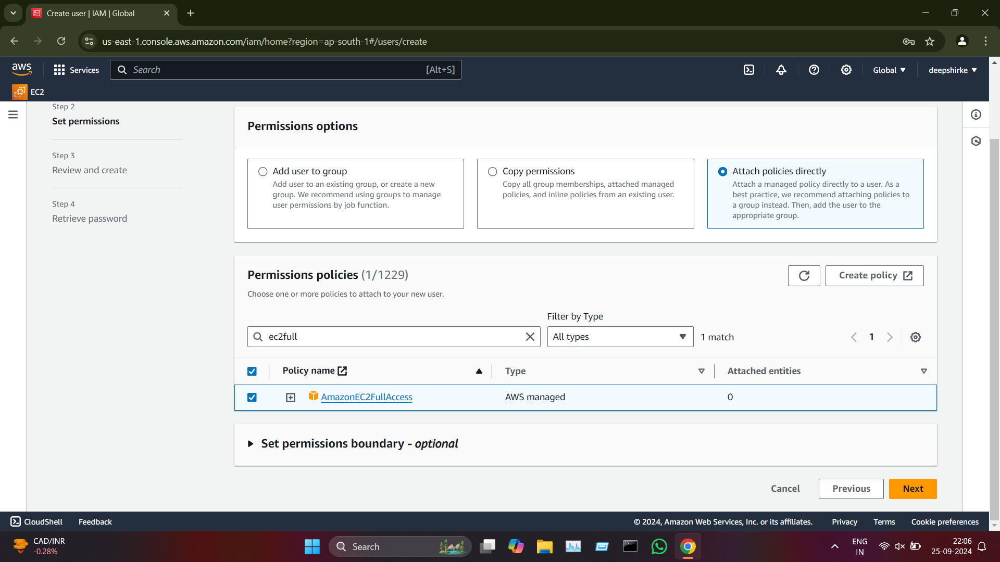 Create user | IAM | Global
us-east-1.console.aws.amazon.com/iam/home?region=ap-south-1#/users/create
aws
Services
Search
[Alt+S]
Global
deepshirke
EC2
Step 2
Set permissions
Step 3
Review and create
Step 4
Retrieve password
Permissions options
Add user to group
Add user to an existing group, or create a new
group. We recommend using groups to manage
user permissions by job function.
Copy permissions
Copy all group memberships, attached managed
policies, and inline policies from an existing user.
Attach policies directly
Attach a managed policy directly to a user. As a
best practice, we recommend attaching policies to
a group instead. Then, add the user to the
appropriate group.
Permissions policies (1/1229)
Create policy
Choose one or more policies to attach to your new user.
Filter by Type
ec2full
All types
1 match
1
Policy name
Type
Attached entities
AmazonEC2FullAccess
AWS managed
0
Set permissions boundary - optional
Cancel
Previous
Next
CloudShell
Feedback
© 2024, Amazon Web Services, Inc. or its affiliates.
Privacy
Terms
Cookie preferences
CAD/INR
-0.28%
Search
ENG
IN
22:06
25-09-2024